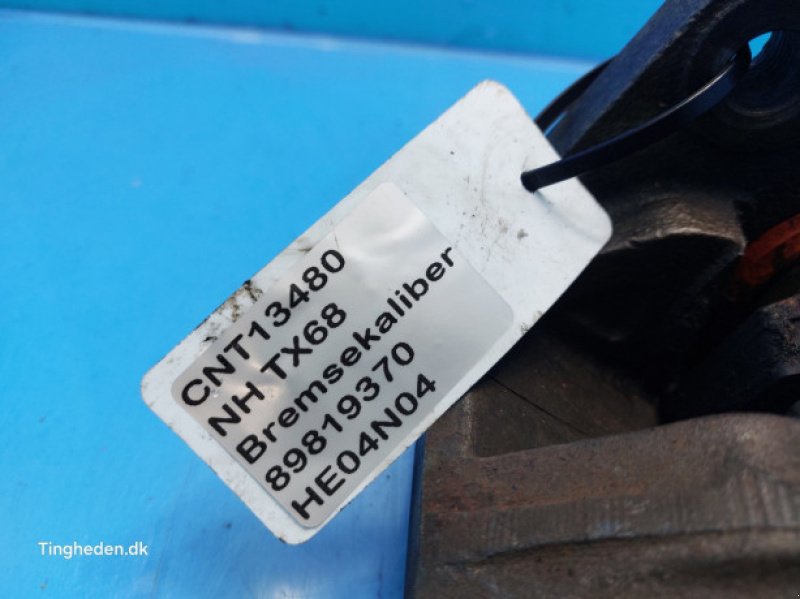 CNT13480
NH TX68
Bremsekaliber
89819370
HE04N04
Tingheden.dk